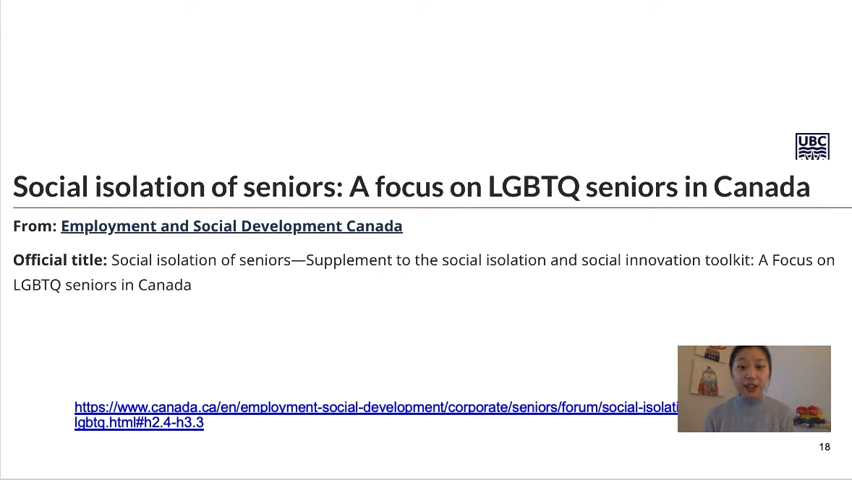 UBC
Social isolation of seniors: A focus on LGBTQ seniors in Canada
From: Employment and Social Development Canada
Official title: Social isolation of seniors—Supplement to the social isolation and social innovation toolkit: A Focus on
LGBTQ seniors in Canada
https://www.canada.ca/en/employment-social-development/corporate/seniors/forum/social-isolati
lgbtq.html#h2.4-h3.3
18